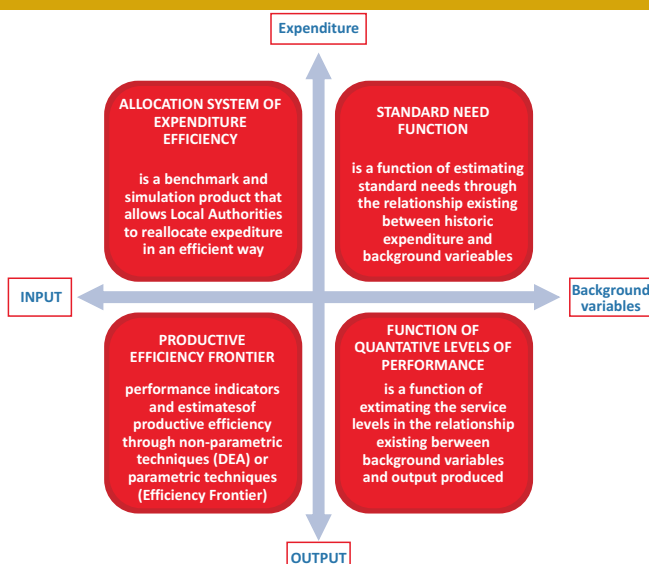 Expenditure
ALLOCATION SYSTEM OF
EXPENDITURE
EFFICIENCY
is a benchmark and
simulation product that
allows Local Authorities
to reallocate expediture
in an efficient way
STANDARD NEED
FUNCTION
is a function of estimating
standard needs through
the relationship existing
between historic
expenditure and
background varieables
INPUT
Background
variables
PRODUCTIVE
EFFICIENCY FRONTIER
performance indicators
and estimatesof
productive efficiency
through non-parametric
techniques (DEA) or
parametric techniques
(Efficiency Frontier)
FUNCTION OF
QUANTATIVE LEVELS OF
PERFORMANCE
is a function of
extimating the service
levels in the relationship
existing berween
background variables
and output produced
OUTPUT